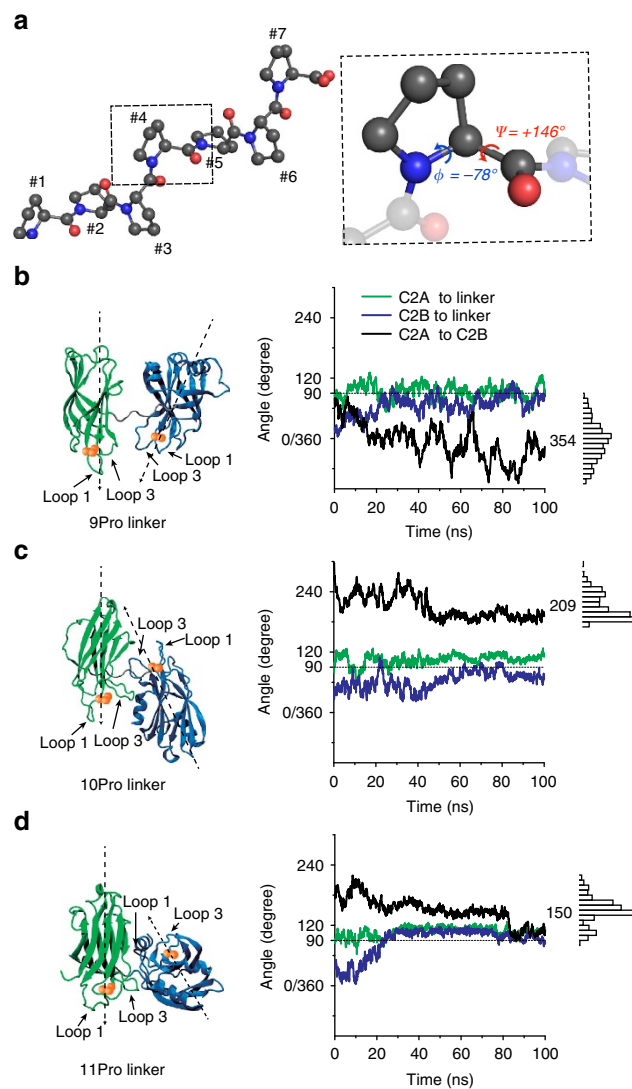 a
#7
#4
#5
#6
#1
#2
#3
Ψ = +146°
ϕ = −78°
b
C2A to linker
C2B to linker
C2A to C2B
Angle (degree)
240
120
90
0/360
354
0 20 40 60 80 100
Time (ns)
Loop 1
Loop 3
Loop 3
Loop 1
9Pro linker
c
Loop 3
Loop 1
Loop 1
Loop 3
10Pro linker
Angle (degree)
240
120
90
0/360
209
0 20 40 60 80 100
Time (ns)
d
Loop 1
Loop 3
Loop 1
Loop 3
11Pro linker
Angle (degree)
240
120
90
0/360
150
0 20 40 60 80 100
Time (ns)